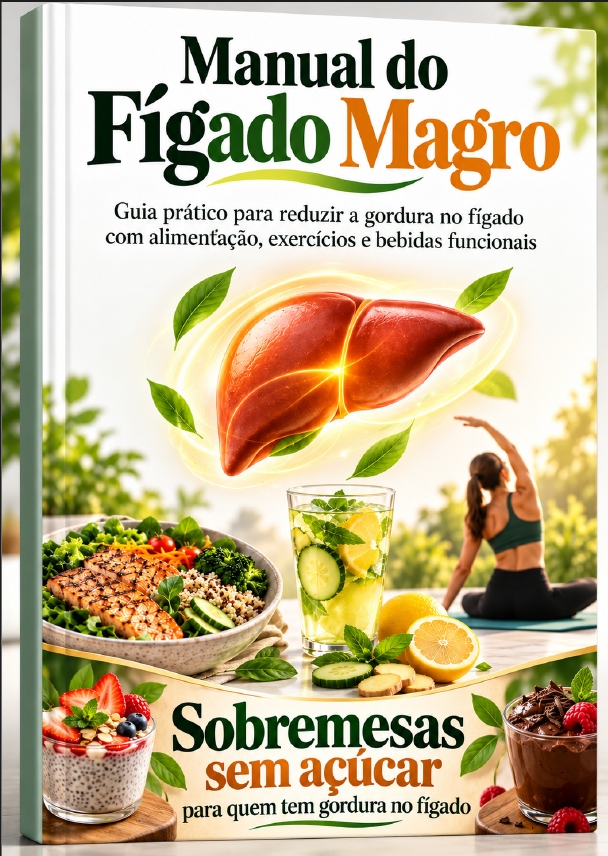 Manual do
Fígado Magro
Guia prático para reduzir a gordura no fígado
com alimentação, exercícios e bebidas funcionais
Sobremesas
sem açúcar
para quem tem gordura no fígado